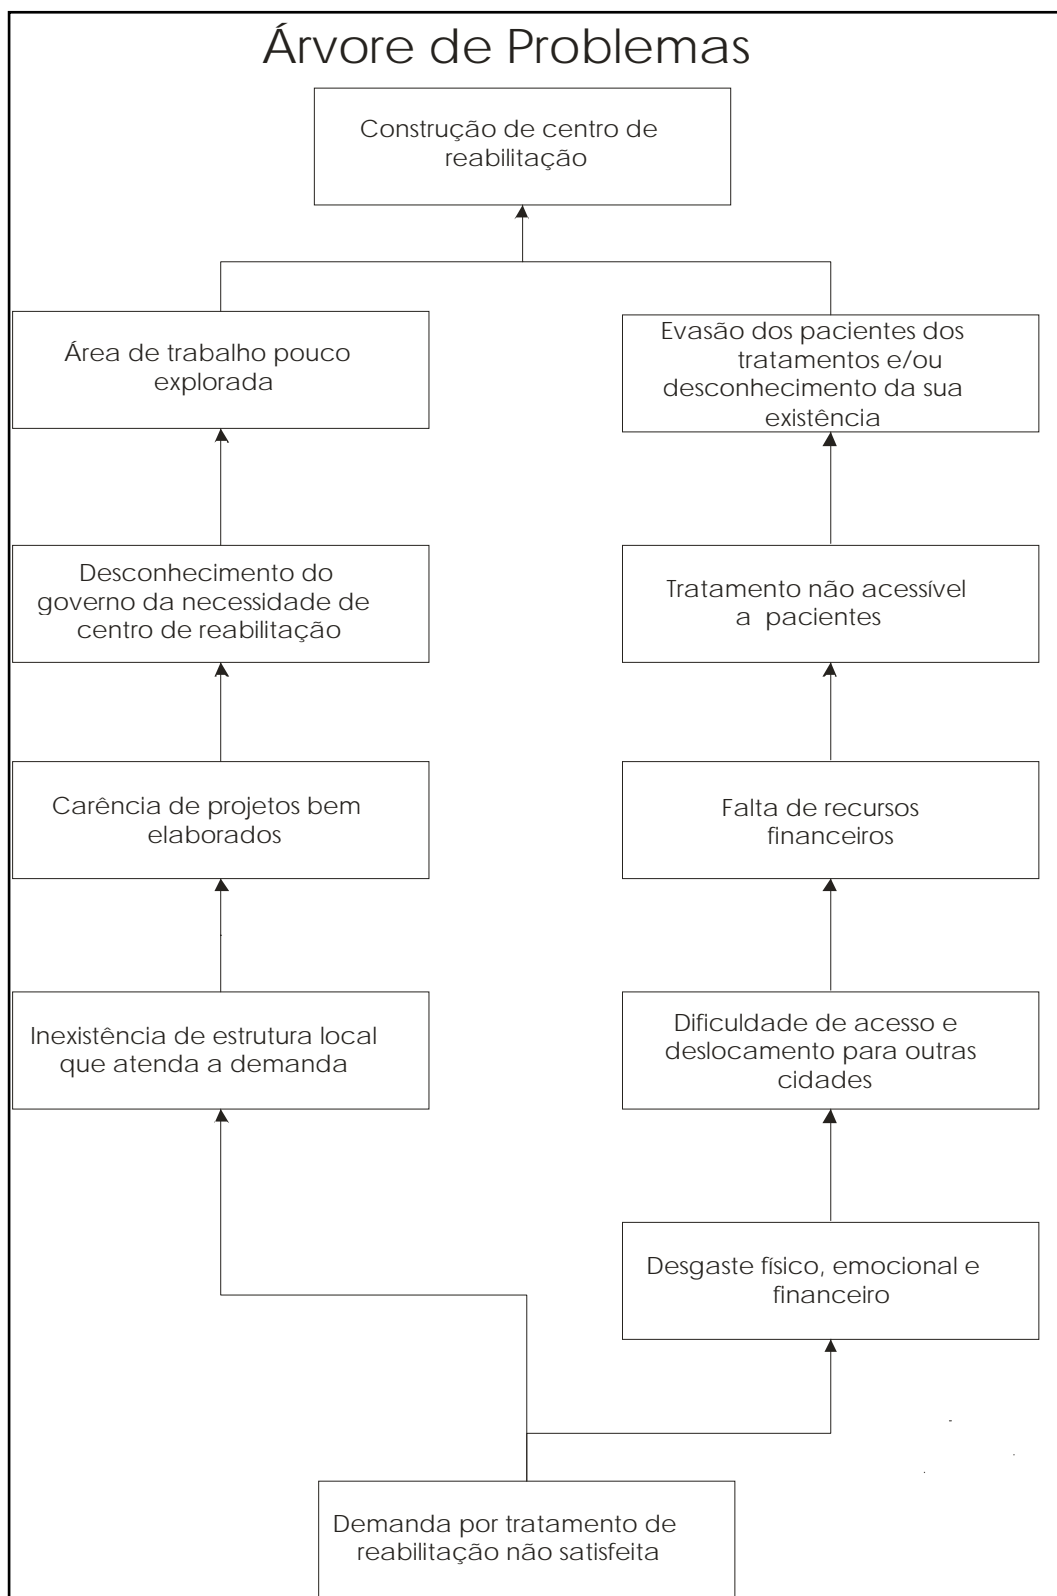 Árvore de Problemas
Construção de centro de
reabilitação
Área de trabalho pouco
explorada
Evasão dos pacientes dos
tratamentos e/ou
desconhecimento da sua
existência
Desconhecimento do
governo da necessidade de
centro de reabilitação
Tratamento não acessível
a pacientes
Carência de projetos bem
elaborados
Falta de recursos
financeiros
Inexistência de estrutura local
que atenda a demanda
Dificuldade de acesso e
deslocamento para outras
cidades
Desgaste físico, emocional e
financeiro
Demanda por tratamento de
reabilitação não satisfeita